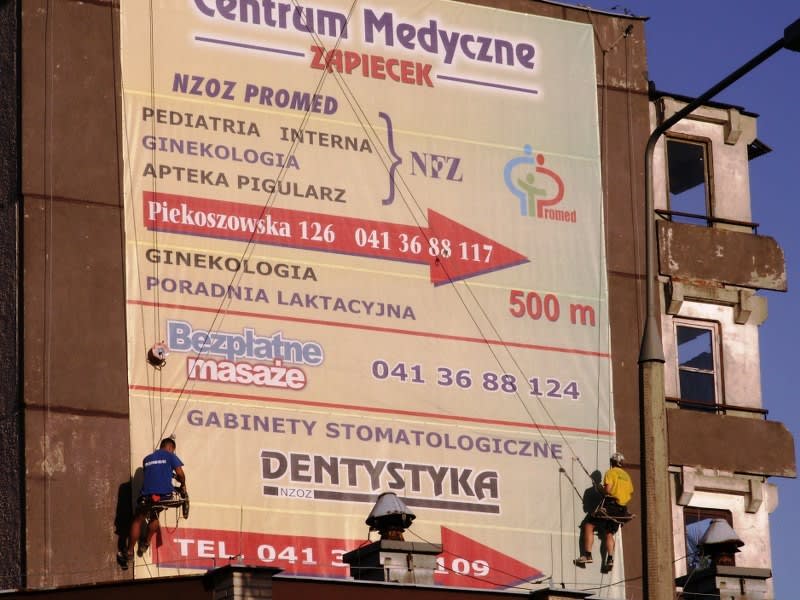 Centrum Medyczne
ZAPIECEK
NZOZ PROMED
PEDIATRIA INTERNA
GINEKOLOGIA
APTEKA PIGULARZ
NFZ
Promed
Piekoszowska 126 041 36 88 117
GINEKOLOGIA
PORADNIA LAKTACYJNA
500 m
Bezpłatne
masaże
041 36 88 124
GABINETY STOMATOLOGICZNE
DENTYSTYKA
NZOZ
TEL. 041 3 109